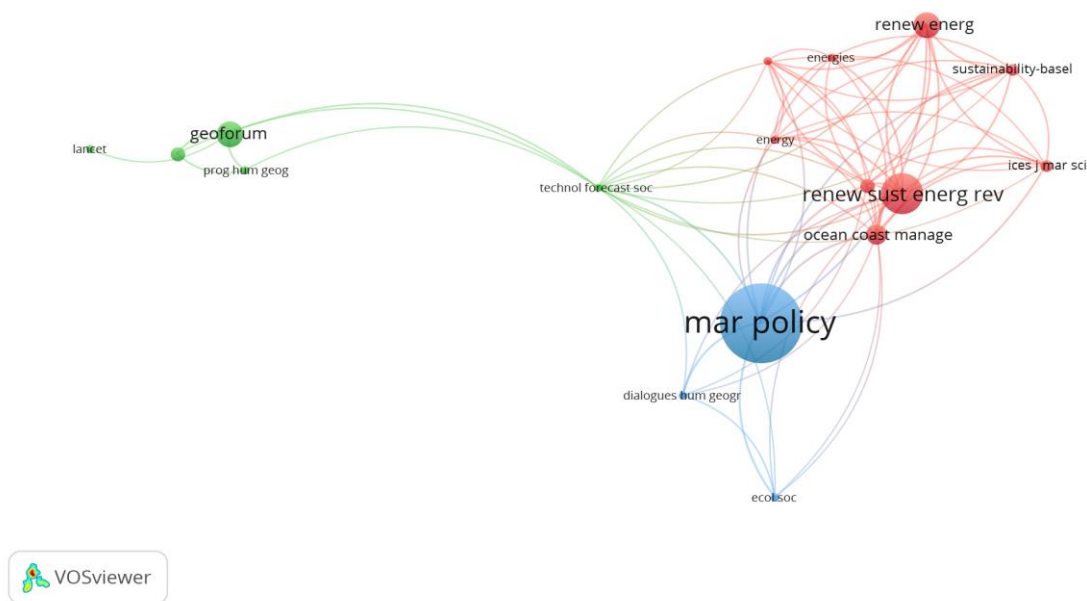 renew energ
energies
sustainability-basel
geoforum
energy
lancet
ices j mar sci
prog hum geog
technol forecast soc
renew sust energ rev
ocean coast manage
mar policy
dialogues hum geogr
ecol soc
VOSviewer